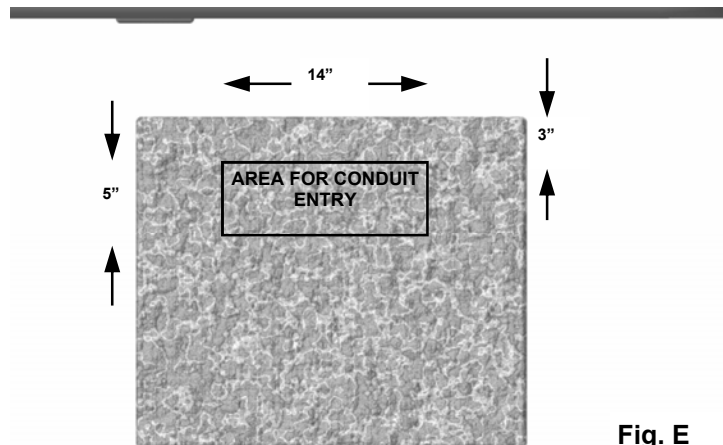 14”
3”
5”
AREA FOR CONDUIT
ENTRY
Fig. E